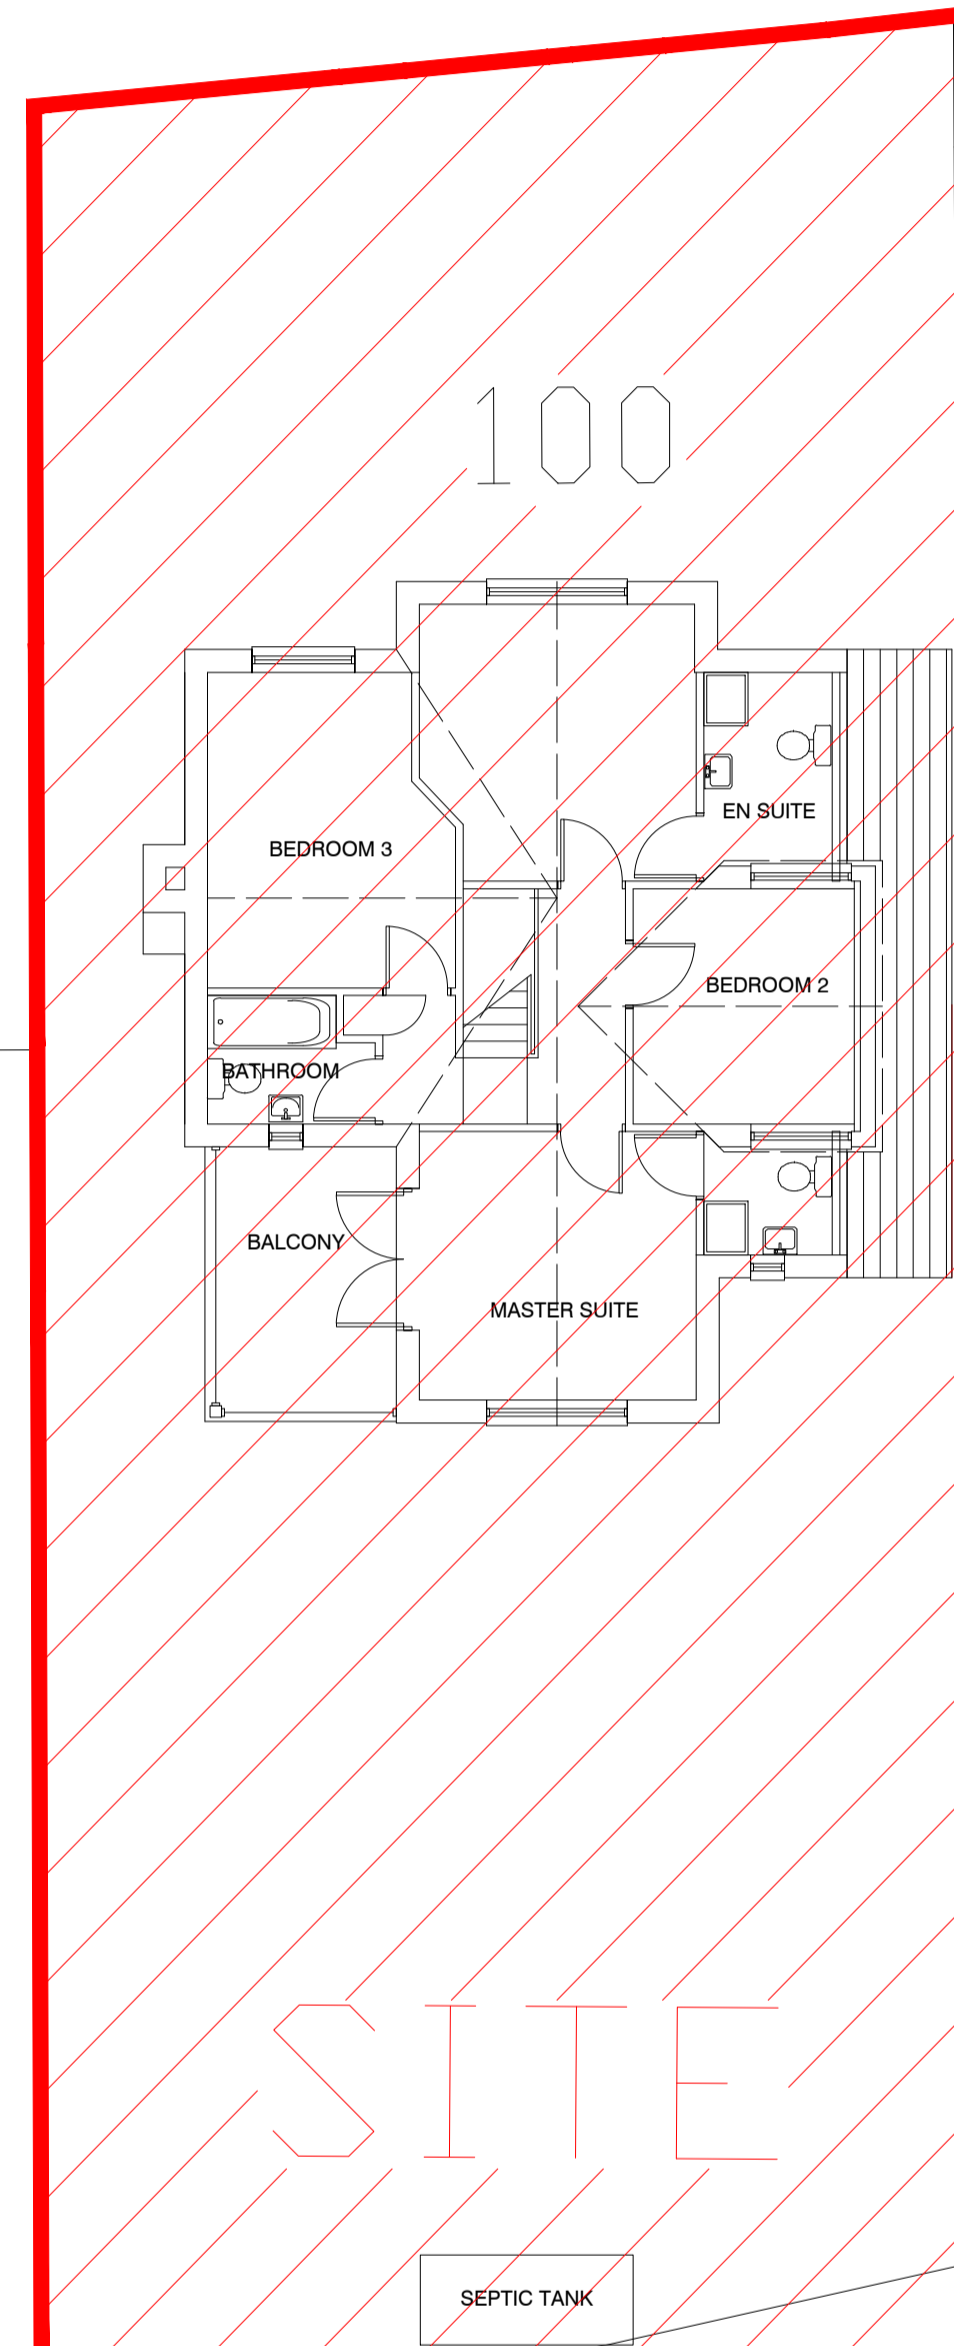 100
EN SUITE
BEDROOM 3
BEDROOM 2
BATHROOM
BALCONY
MASTER SUITE
SITE
SEPTIC TANK